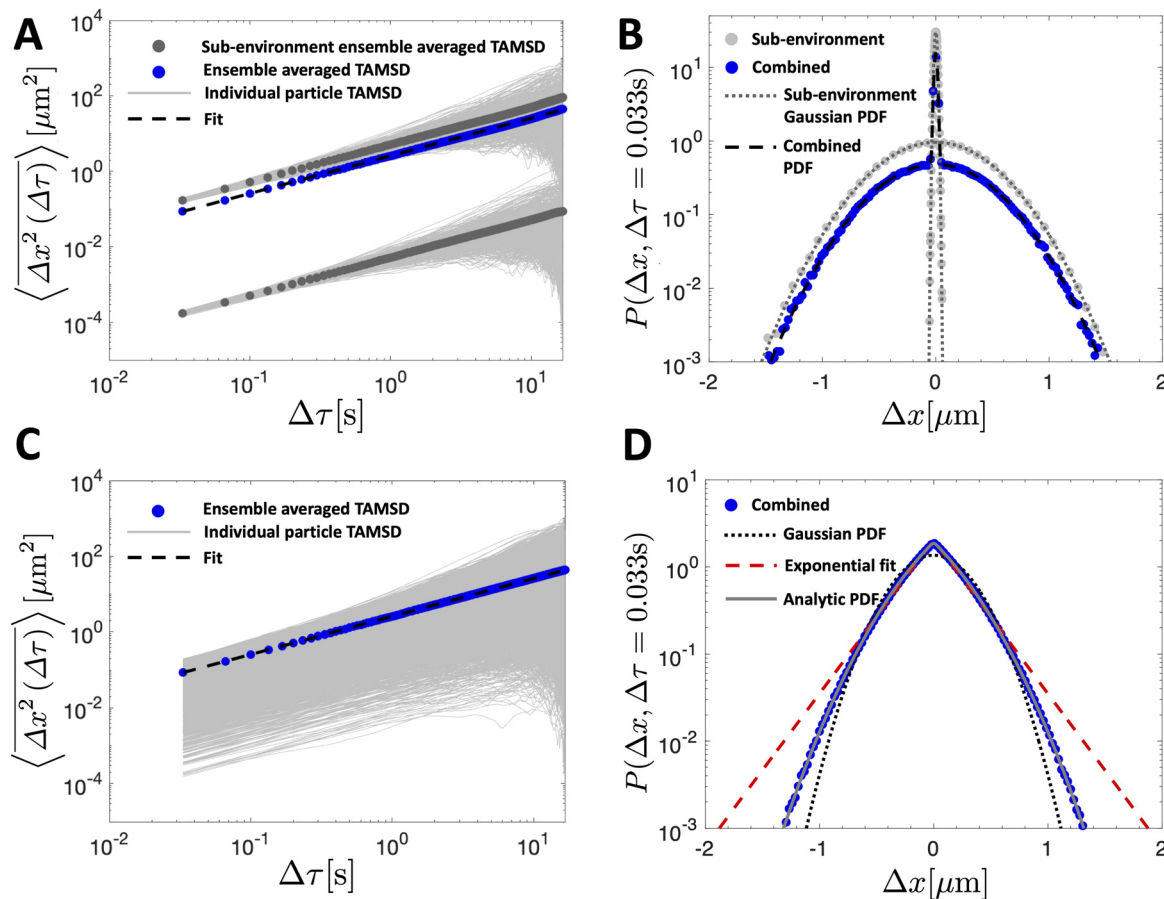 A
10^4
10^2
10^0
10^-2
10^-4
⟨Δx² (Δτ)⟩ [μm²]
Sub-environment ensemble averaged TAMSD
Ensemble averaged TAMSD
Individual particle TAMSD
Fit
10^-2
10^-1
10^0
10^1
Δτ[s]
B
10^1
10^0
10^-1
10^-2
10^-3
P(Δx, Δτ = 0.033s)
Sub-environment
Combined
Sub-environment
Gaussian PDF
Combined
PDF
-2
-1
0
1
2
Δx[μm]
C
10^4
10^2
10^0
10^-2
10^-4
⟨Δx² (Δτ)⟩ [μm²]
Ensemble averaged TAMSD
Individual particle TAMSD
Fit
10^-2
10^-1
10^0
10^1
Δτ[s]
D
10^1
10^0
10^-1
10^-2
10^-3
P(Δx, Δτ = 0.033s)
Combined
Gaussian PDF
Exponential fit
Analytic PDF
-2
-1
0
1
2
Δx[μm]